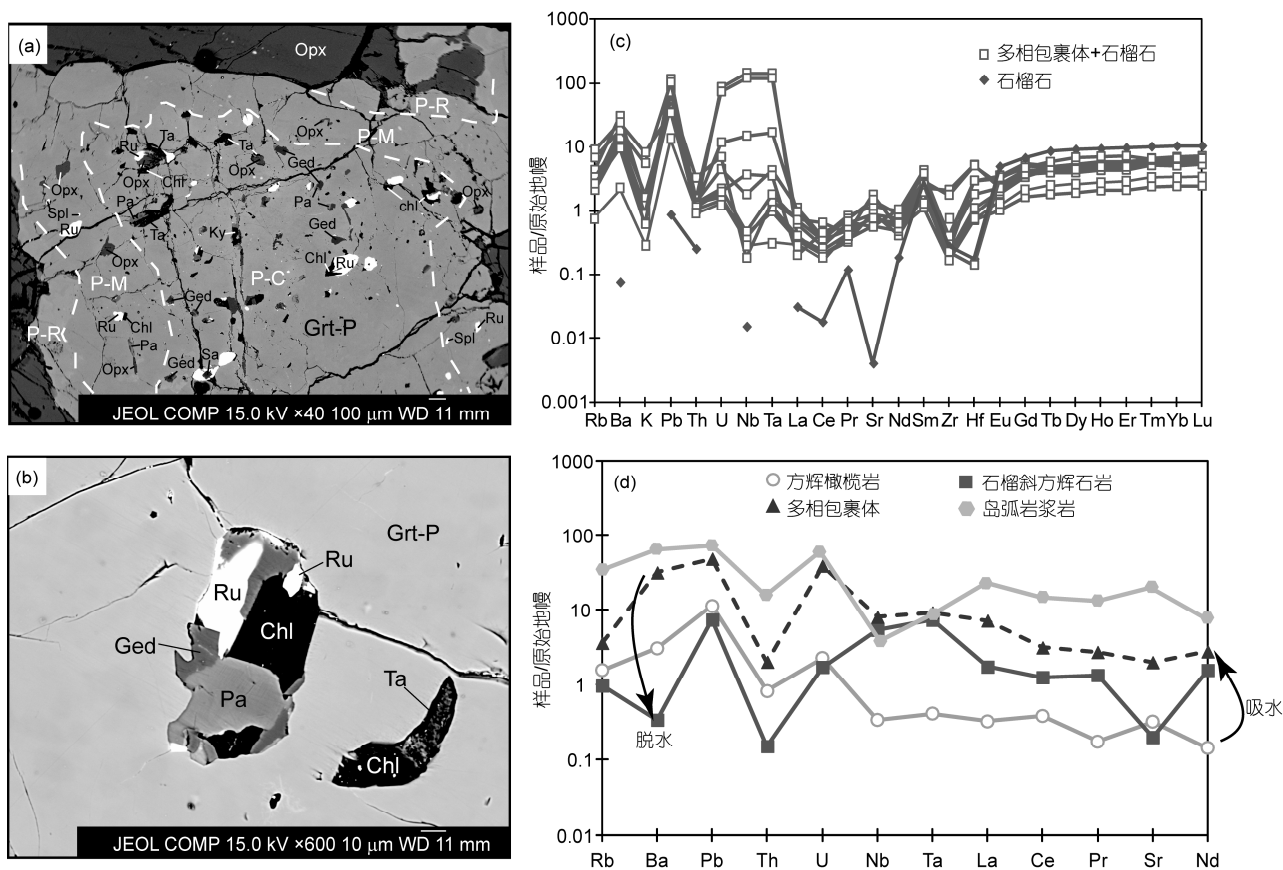 (a)
Opx
P-R
P-M
Opx
Ru
Ta
Ta
Ged
Opx
Opx
Opx
Chl
Pa
Pa
chl
Opx
Spl
Ru
Ta
Ky
Ged
Opx
Chl
Ru
P-M
P-C
Ged
Grt-P
Ru
Chl
P-R
Pa
Ru
Spl
Opx
Ged
Sa
JEOL COMP 15.0 kV ×40 100 μm WD 11 mm
(b)
Grt-P
Ru
Ru
Chl
Ged
Pa
Ta
Chl
JEOL COMP 15.0 kV ×600 10 μm WD 11 mm
(c)
多相包裹体+石榴石
石榴石
样品/原始地幔
1000
100
10
1
0.1
0.01
0.001
Rb Ba K Pb Th U Nb Ta La Ce Pr Sr Nd Sm Zr Hf Eu Gd Tb Dy Ho Er Tm Yb Lu
(d)
方辉橄榄岩
石榴斜方辉石岩
多相包裹体
岛弧岩浆岩
样品/原始地幔
1000
100
10
1
0.1
0.01
脱水
吸水
Rb Ba Pb Th U Nb Ta La Ce Pr Sr Nd